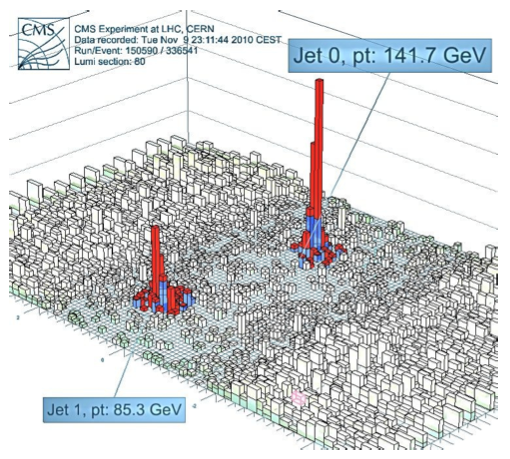 CMS
CMS Experiment at LHC, CERN
Data recorded: Tue Nov 9 23:11:44 2010 CEST
Run/Event: 150590 / 336541
Lumi section: 80
Jet 0, pt: 141.7 GeV
Jet 1, pt: 85.3 GeV